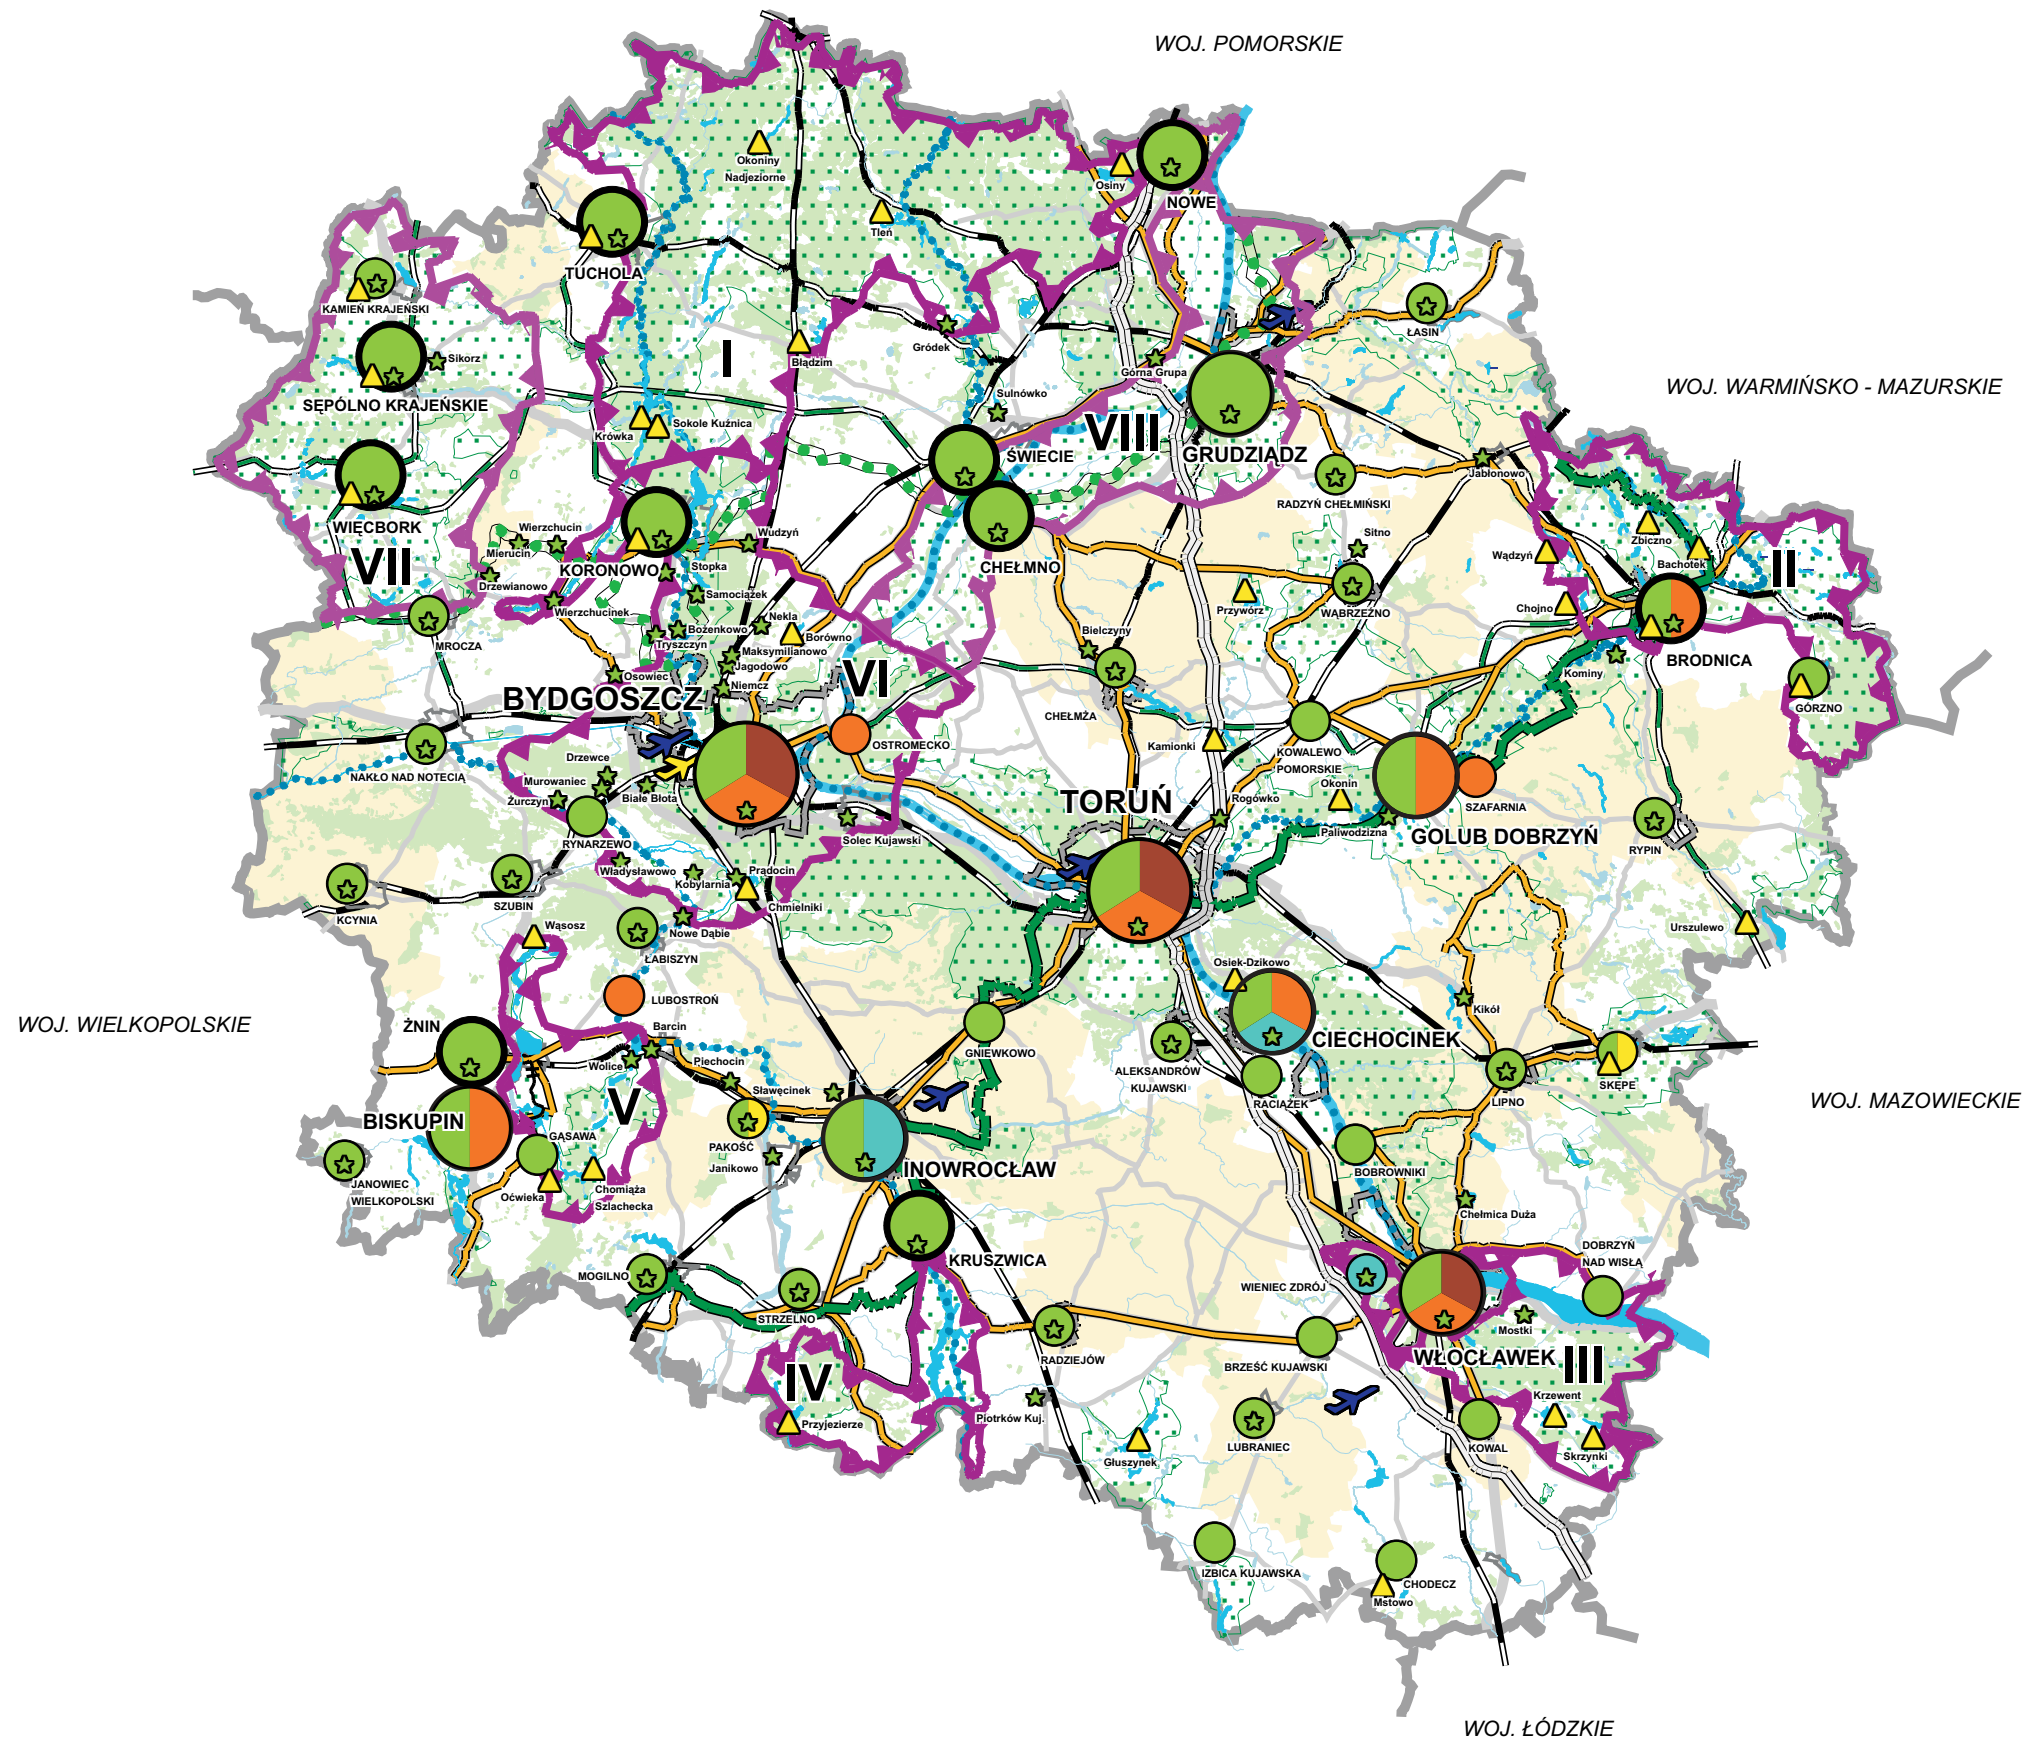 WOJ. POMORSKIE
Okoniny
Nadjeziorne
Osiny
NOWE
Tleń
TUCHOLA
KAMIEŃ KRAJEŃSKI
ŁASIN
Gródek
Sikorz
I
Błądzim
Górna Grupa
WOJ. WARMIŃSKO - MAZURSKIE
SĘPÓLNO KRAJEŃSKIE
Sulnówko
Krówka
Sokole Kuźnica
VIII
ŚWIECIE
GRUDZIĄDZ
Jabłonowo
RADZYŃ CHEŁMIŃSKI
WIĘCBORK
Wierzchucin
Wudzyń
Sitno
Zbiczno
Mierucin
VII
KORONOWO
Stopka
CHEŁMNO
Wądzyń
Bachotek
II
Drzewianowo
Samociążek
Wierzchucinek
Przywórz
WĄBRZEŹNO
Chojno
Nekla
Bożenkowo
Borówno
Bielczyny
MROCZA
Tryszczyn
Maksymilianowo
Jagodowo
BRODNICA
Osowiec
VI
Kominy
Niemcz
BYDGOSZCZ
CHEŁMŻA
GÓRZNO
OSTROMECKO
Kamionki
KOWALEWO
POMORSKIE
NAKŁO NAD NOTECIĄ
Drzewce
Murowaniec
Okonin
Żurczyn
Białe Błota
TORUŃ
Rogówko
SZAFARNIA
Paliwodzizna
GOLUB DOBRZYŃ
RYNARZEWO
Solec Kujawski
RYPIN
Władysławowo
Prądocin
Kobylarnia
KCYNIA
SZUBIN
Chmielniki
Wąsosz
Nowe Dąbie
Urszulewo
ŁABISZYN
Osiek-Dzikowo
LUBOSTROŃ
Kikół
WOJ. WIELKOPOLSKIE
ŻNIN
Barcin
GNIEWKOWO
CIECHOCINEK
Wolice
Piechocin
ALEKSANDRÓW
KUJAWSKI
SKĘPE
Sławęcinek
RACIĄŻEK
LIPNO
WOJ. MAZOWIECKIE
V
BISKUPIN
GĄSAWA
PAKOŚĆ
Janikowo
INOWROCŁAW
BOBROWNIKI
JANOWIEC
WIELKOPOLSKI
Oćwieka
Chomiąża
Szlachecka
Chełmica Duża
KRUSZWICA
DOBRZYŃ
NAD WISŁĄ
MOGILNO
WIENIEC ZDRÓJ
STRZELNO
Mostki
RADZIEJÓW
BRZEŚĆ KUJAWSKI
WŁOCŁAWEK
III
IV
Krzewent
Przyjezierze
Piotrków Kuj.
LUBRANIEC
KOWAL
Głuszynek
Skrzynki
IZBICA KUJAWSKA
CHODECZ
Mstowo
WOJ. ŁÓDZKIE